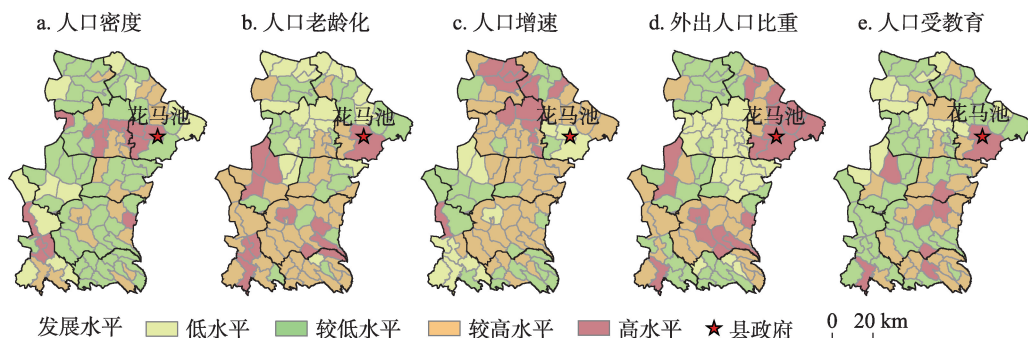 a. 人口密度 b. 人口老龄化 c. 人口增速 d. 外出人口比重 e. 人口受教育
花马池 花马池 花马池 花马池 花马池
发展水平 低水平 较低水平 较高水平 高水平 县政府 0 20 km